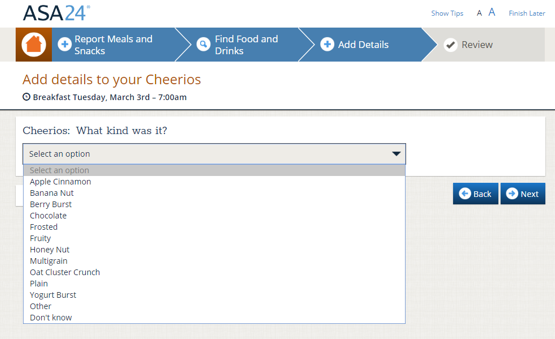 ASA24®
Show Tips A A Finish Later
Report Meals and
Snacks
Find Food and
Drinks
Add Details
Review
Add details to your Cheerios
Breakfast Tuesday, March 3rd – 7:00am
Cheerios: What kind was it?
Select an option
Select an option
Apple Cinnamon
Banana Nut
Berry Burst
Chocolate
Frosted
Fruity
Honey Nut
Multigrain
Oat Cluster Crunch
Plain
Yogurt Burst
Other
Don't know
Back
Next